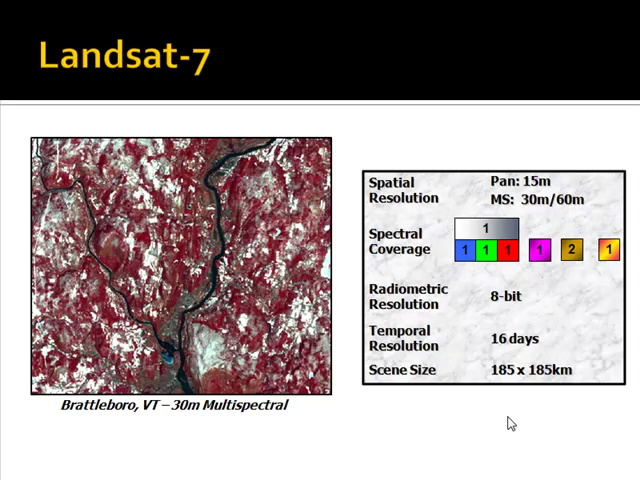 Landsat-7
Spatial Resolution
Pan: 15m
MS: 30m/60m
Spectral Coverage
1
1 1 1 1 2 1
Radiometric Resolution
8-bit
Temporal Resolution
16 days
Scene Size
185 x 185km
Brattleboro, VT – 30m Multispectral